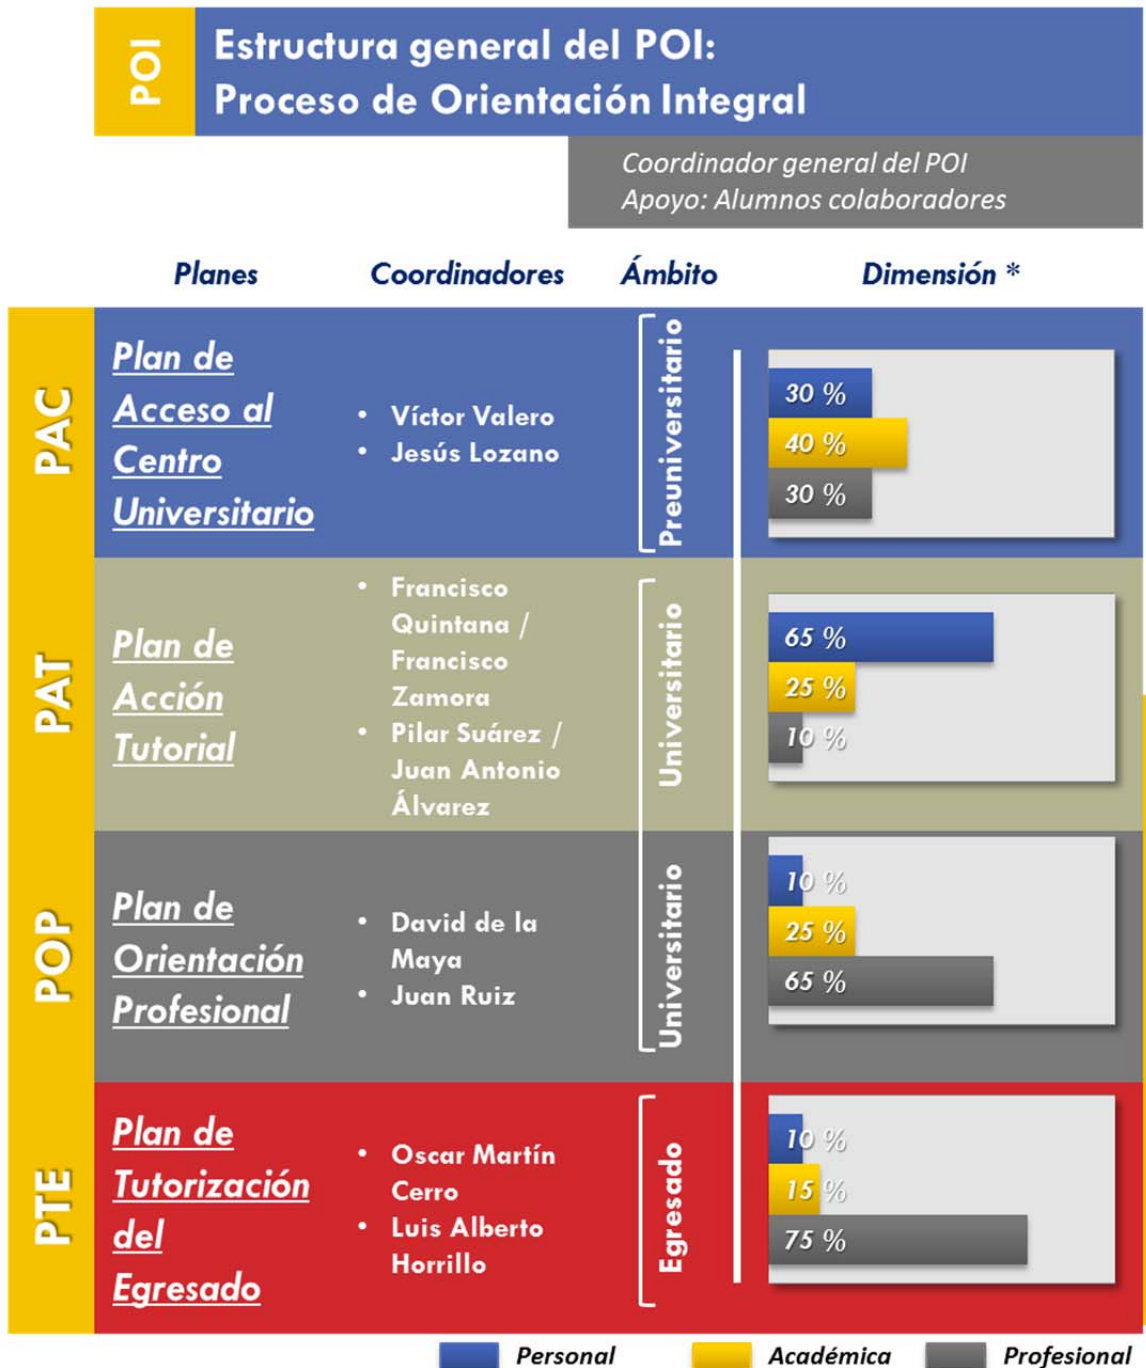 POI
Estructura general del POI:
Proceso de Orientación Integral
Coordinador general del POI
Apoyo: Alumnos colaboradores
Planes
Coordinadores
Ámbito
Dimensión *
PAC
Plan de
Acceso al
Centro
Universitario
• Víctor Valero
• Jesús Lozano
Preuniversitario
30 %
40 %
30 %
PAT
Plan de
Acción
Tutorial
• Francisco
Quintana /
Francisco
Zamora
• Pilar Suárez /
Juan Antonio
Álvarez
Universitario
65 %
25 %
10 %
POP
Plan de
Orientación
Profesional
• David de la
Maya
• Juan Ruiz
Universitario
10 %
25 %
65 %
PTE
Plan de
Tutorización
del
Egresado
• Oscar Martín
Cerro
• Luis Alberto
Horrillo
Egresado
10 %
15 %
75 %
Personal
Académica
Profesional